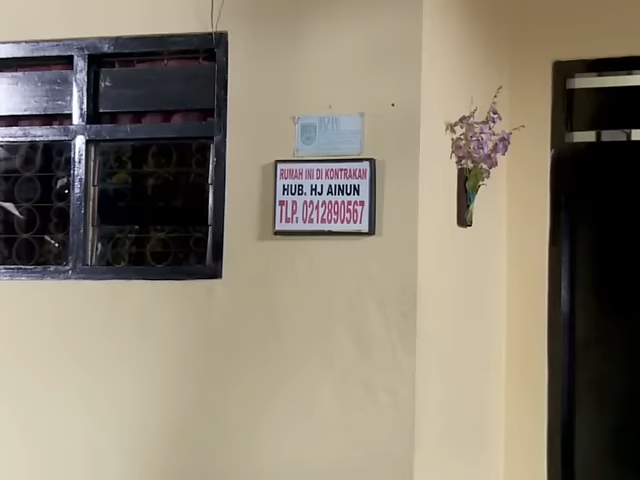 RUMAH INI DI KONTRAKAN
HUB. HJ AINUN
TLP. 0212890567